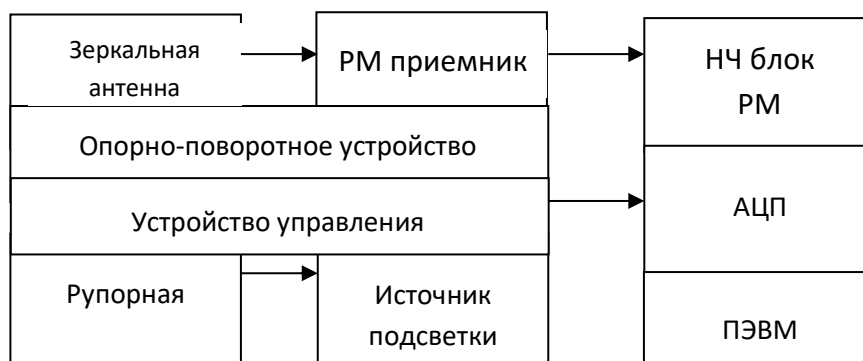 Зеркальная
антенна
РМ приемник
НЧ блок
РМ
Опорно-поворотное устройство
Устройство управления
АЦП
Рупорная
Источник
подсветки
ПЭВМ